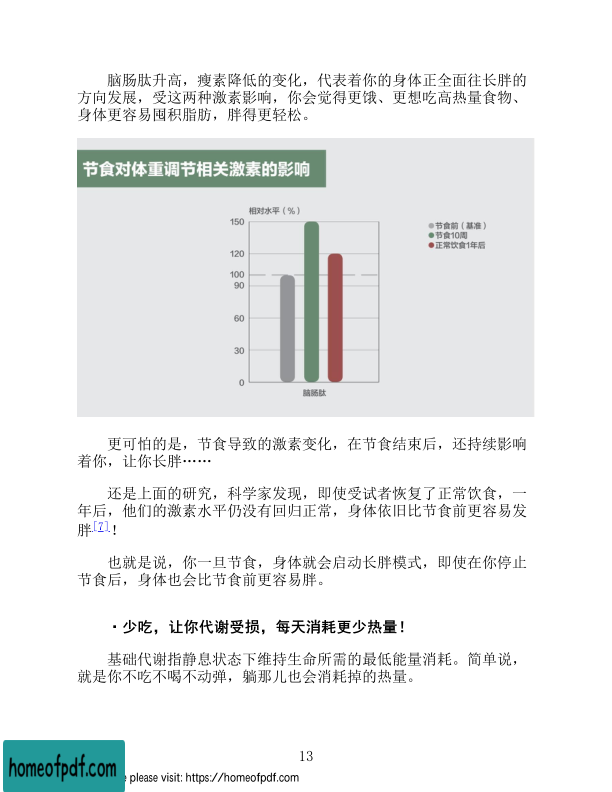 脑肠肽升高，瘦素降低的变化，代表着你的身体正全面往长胖的
方向发展，受这两种激素影响，你会觉得更饿、更想吃高热量食物、
身体更容易囤积脂肪，胖得更轻松。
节食对体重调节相关激素的影响
相对水平（%）
150
120
100
90
60
30
0
脑肠肽
节食前（基准）
节食10周
正常饮食1年后
更可怕的是，节食导致的激素变化，在节食结束后，还持续影响
着你，让你长胖……
还是上面的研究，科学家发现，即使受试者恢复了正常饮食，一
年后，他们的激素水平仍没有回归正常，身体依旧比节食前更容易发
胖[7]！
也就是说，你一旦节食，身体就会启动长胖模式，即使在你停止
节食后，身体也会比节食前更容易胖。
·少吃，让你代谢受损，每天消耗更少热量！
基础代谢指静息状态下维持生命所需的最低能量消耗。简单说，
就是你不吃不喝不动弹，躺那儿也会消耗掉的热量。
13
homeofpdf.com
please visit: https://homeofpdf.com